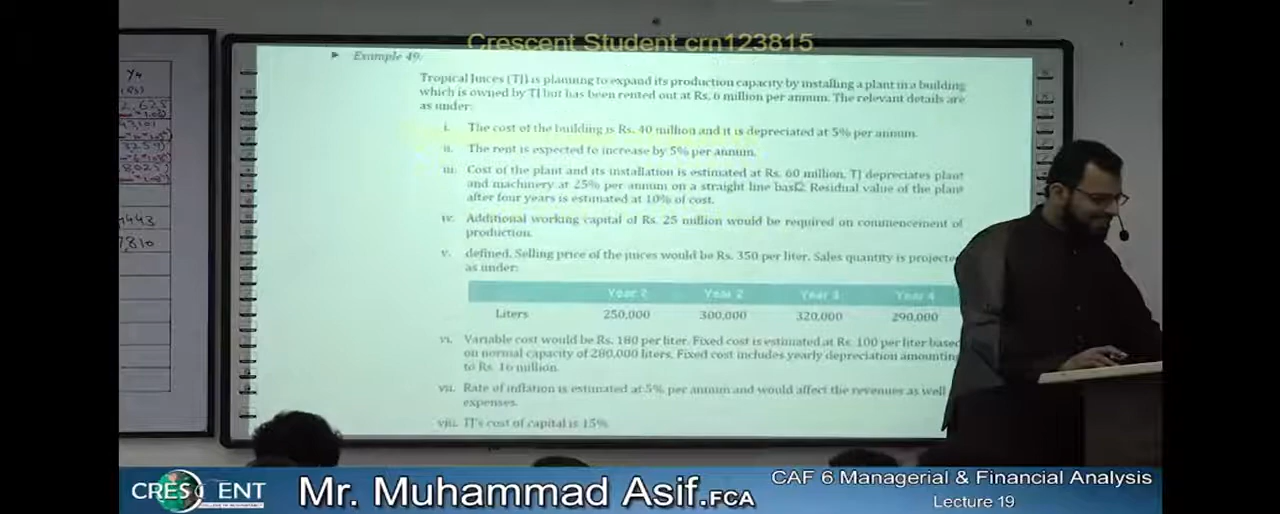 Crescent Student crn123815
Example 49:
Tropical Juices (TJ) is planning to expand its production capacity by installing a plant in a building
which is owned by TJ but has been rented out at Rs. 6 million per annum. The relevant details are
as under:
i. The cost of the building is Rs. 40 million and it is depreciated at 5% per annum.
ii. The rent is expected to increase by 5% per annum.
iii. Cost of the plant and its installation is estimated at Rs. 60 million. TJ depreciates plant
and machinery at 25% per annum on a straight line basis. Residual value of the plant
after four years is estimated at 10% of cost.
iv. Additional working capital of Rs. 25 million would be required on commencement of
production.
v. defined. Selling price of the juices would be Rs. 350 per liter. Sales quantity is projecte
as under:
Year 2 Year 2 Year 3 Year 4
Liters 250,000 300,000 320,000 290,000
vi. Variable cost would be Rs. 180 per liter. Fixed cost is estimated at Rs. 100 per liter base
on normal capacity of 280,000 liters. Fixed cost includes yearly depreciation amountin
to Rs. 16 million.
vii. Rate of inflation is estimated at 5% per annum and would affect the revenues as well
expenses.
viii. TJ's cost of capital is 15%
Y4
2,625
443
7,810
CRESCENT
Mr. Muhammad Asif.FCA
CAF 6 Managerial & Financial Analysis
Lecture 19